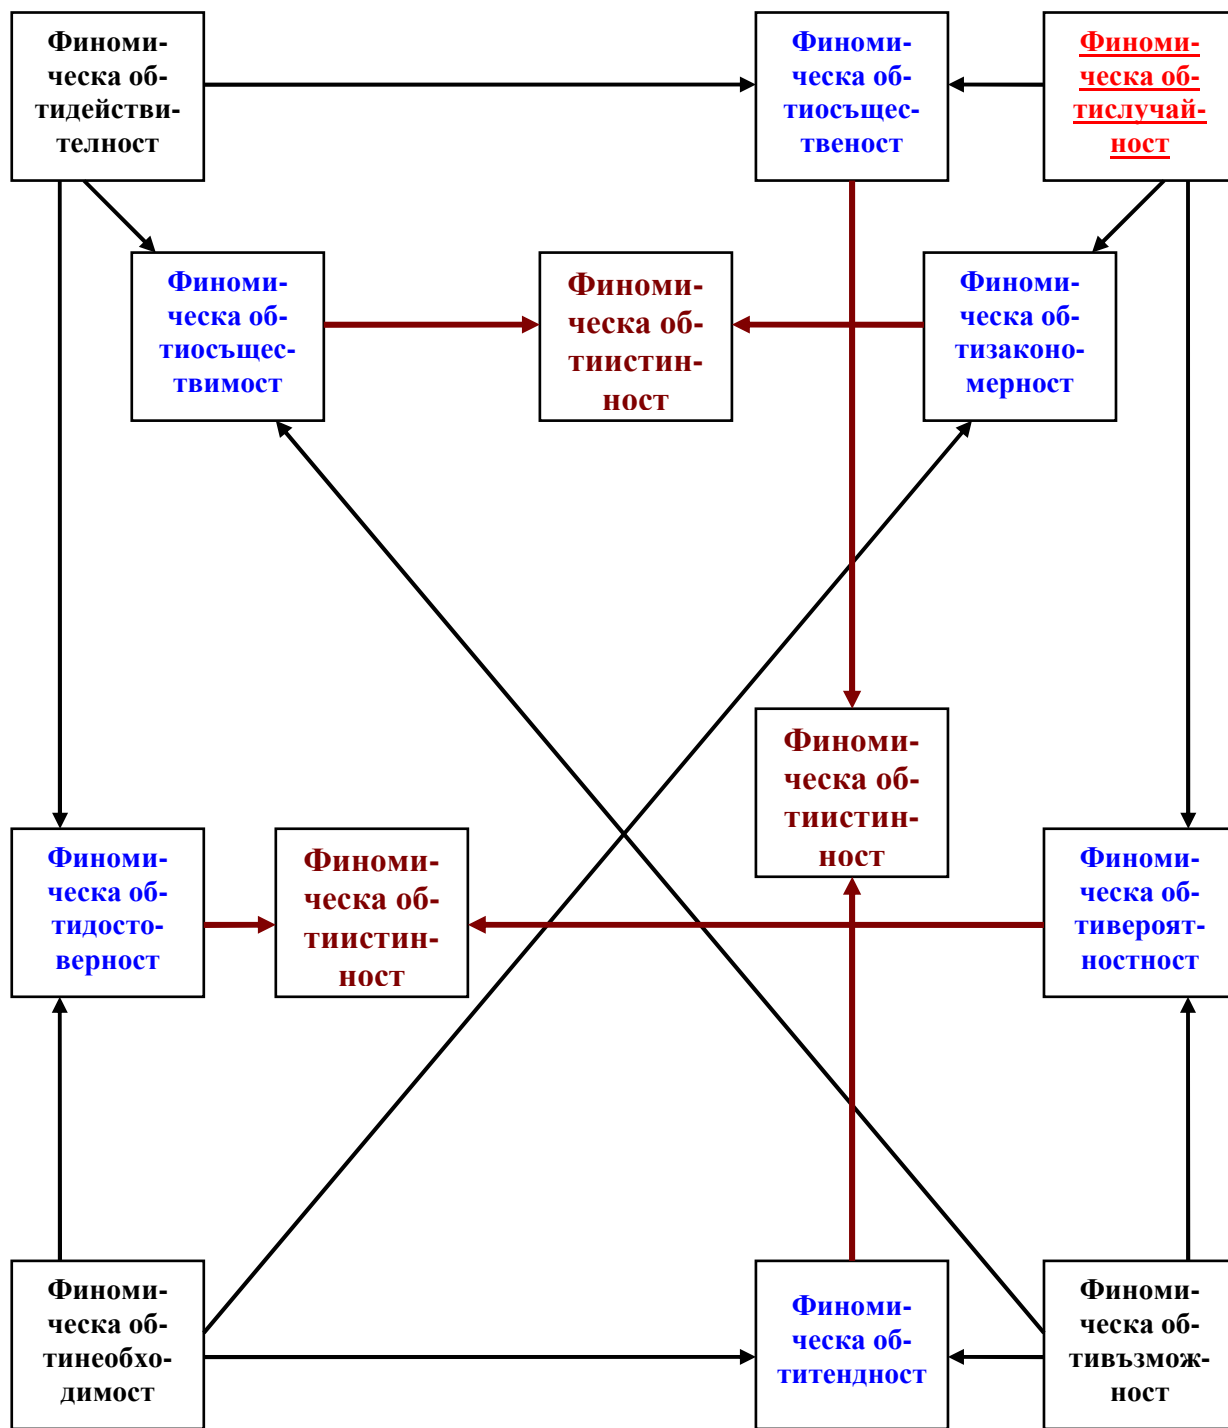 Финоми-
ческа об-
тидействи-
телност
Финоми-
ческа об-
тиосъщес-
твеност
Финоми-
ческа об-
тислучай-
ност
Финоми-
ческа об-
тиосъщес-
твимост
Финоми-
ческа об-
тиистин-
ност
Финоми-
ческа об-
тизаконо-
мерност
Финоми-
ческа об-
тиистин-
ност
Финоми-
ческа об-
тидосто-
верност
Финоми-
ческа об-
тиистин-
ност
Финоми-
ческа об-
тивероят-
ностност
Финоми-
ческа об-
тинеобхо-
димост
Финоми-
ческа об-
титендност
Финоми-
ческа об-
тивъзмож-
ност